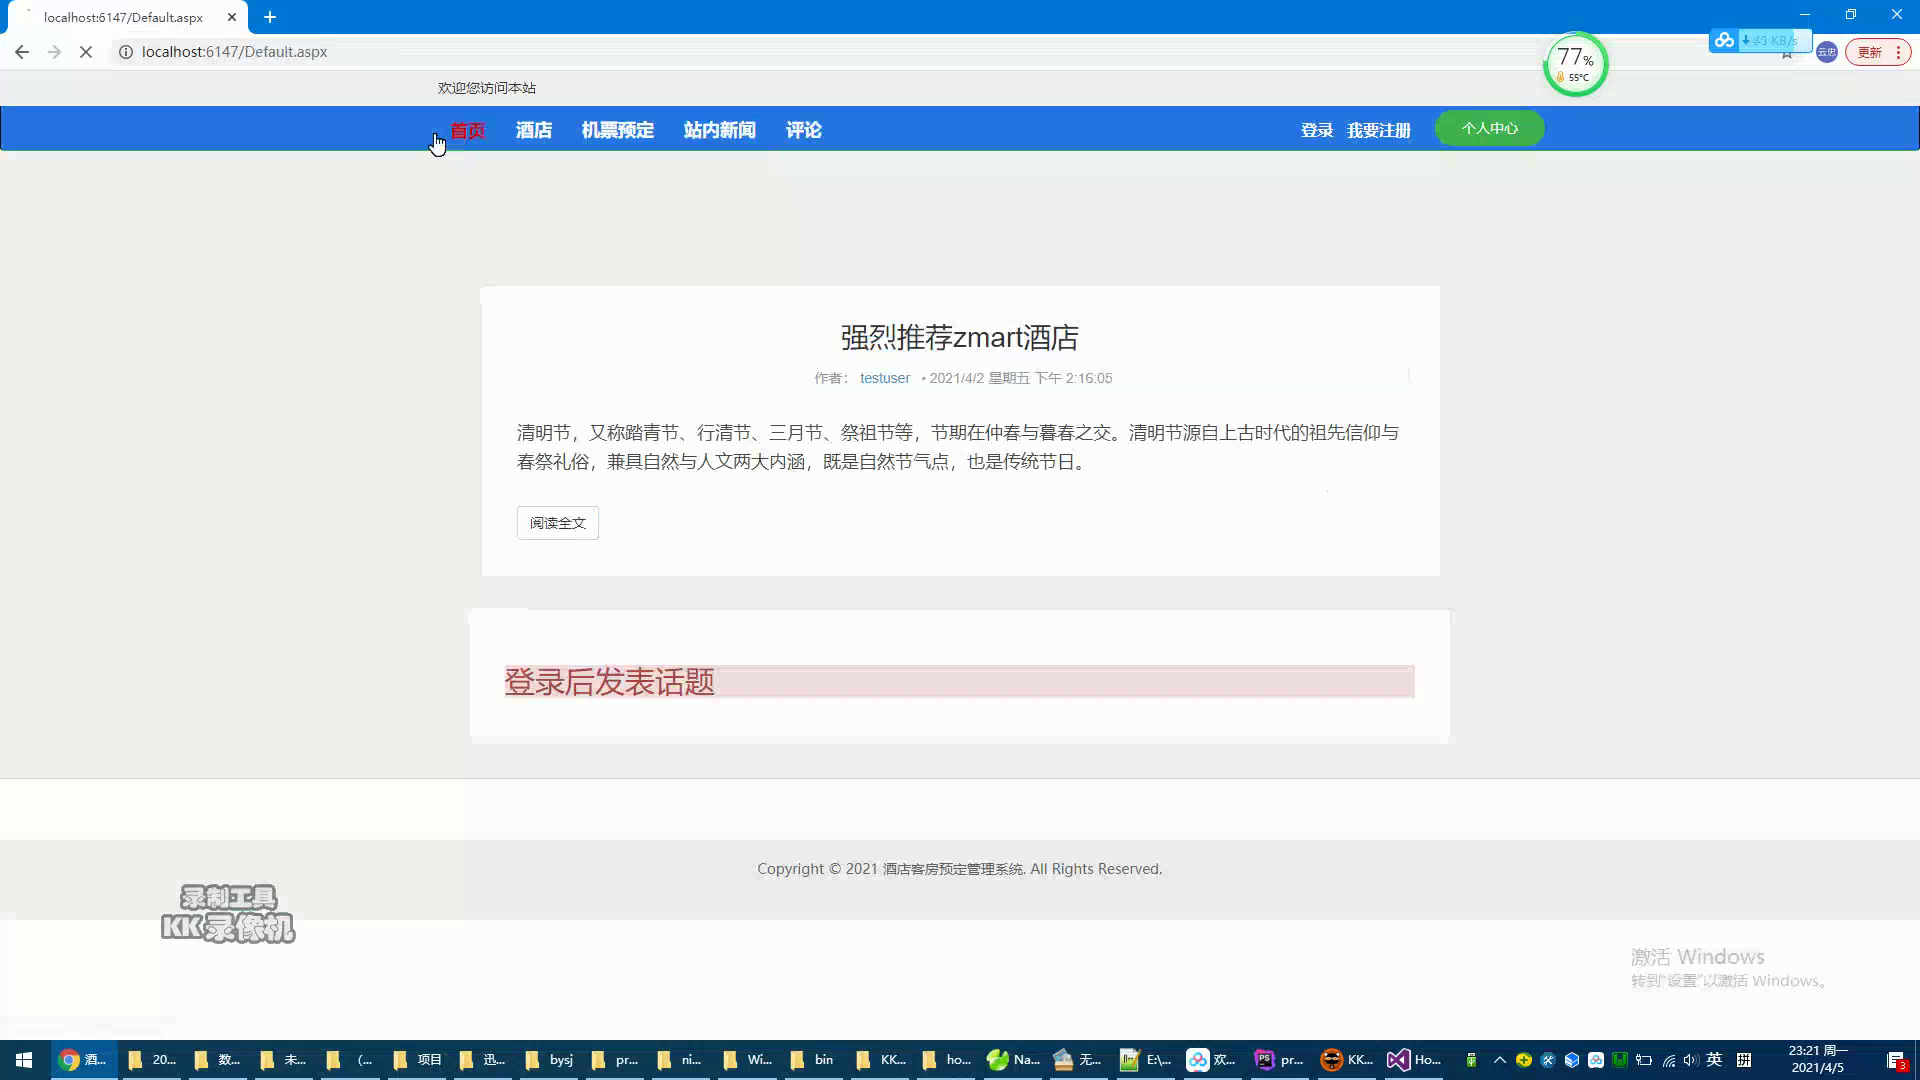 localhost:6147/Default.aspx
localhost:6147/Default.aspx
77%
55°C
云忠
更新
欢迎您访问本站
首页 酒店 机票预定 站内新闻 评论 登录 我要注册 个人中心
强烈推荐zmart酒店
作者： testuser • 2021/4/2 星期五 下午 2:16:05
清明节，又称踏青节、行清节、三月节、祭祖节等，节期在仲春与暮春之交。清明节源自上古时代的祖先信仰与
春祭礼俗，兼具自然与人文两大内涵，既是自然节气点，也是传统节日。
阅读全文
登录后发表话题
Copyright © 2021 酒店客房预定管理系统. All Rights Reserved.
录制工具
KK录像机
激活 Windows
转到"设置"以激活 Windows。
酒... 20... 数... 未... (... 项目 迅... bysj pr... ni... Wi... bin KK... ho... Na... 无... E:\... 欢... pr... KK... Ho... 英 拼
23:21 周一
2021/4/5
3